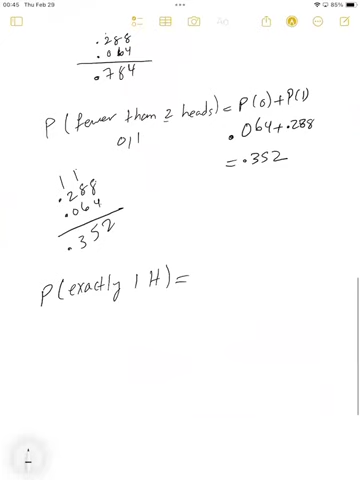 00:45 Thu Feb 29
85%
.288
.064
.784
P (fewer than 2 heads) = P(0) + P(1)
0,1
.064 + .288
= .352
1 1
.288
.064
.352
P(exactly 1 H) =